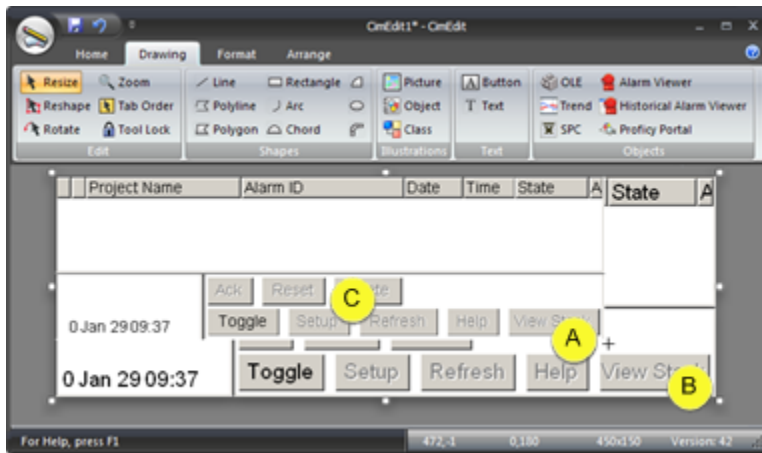 CimEdit1* - CimEdit
Home Drawing Format Arrange
Resize Zoom Line Rectangle Picture A Button OLE Alarm Viewer
Reshape Tab Order Polyline Arc Object T Text Trend Historical Alarm Viewer
Rotate Tool Lock Polygon Chord Class SPC Proficy Portal
Edit Shapes Illustrations Text Objects
Project Name Alarm ID Date Time State A State A
Ack Reset
C
0 Jan 29 09:37 Toggle Setup Refresh Help View Stack
A
0 Jan 29 09:37 Toggle Setup Refresh Help View Stack
B
For Help, press F1 472,-1 0,180 450x150 Version: 42